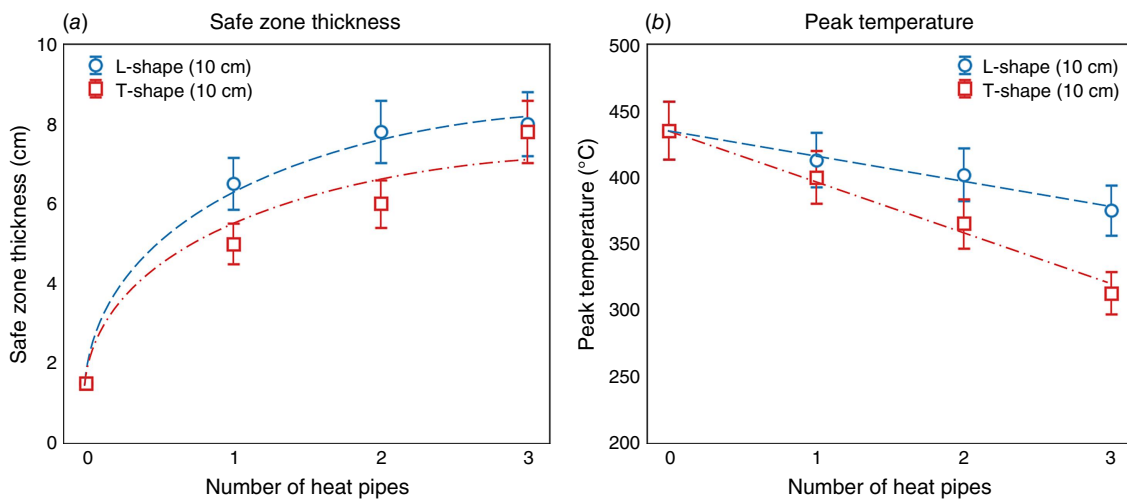 (a) Safe zone thickness
L-shape (10 cm)
T-shape (10 cm)
Safe zone thickness (cm)
10
8
6
4
2
0
0 1 2 3
Number of heat pipes
(b) Peak temperature
L-shape (10 cm)
T-shape (10 cm)
Peak temperature (°C)
500
450
400
350
300
250
200
0 1 2 3
Number of heat pipes